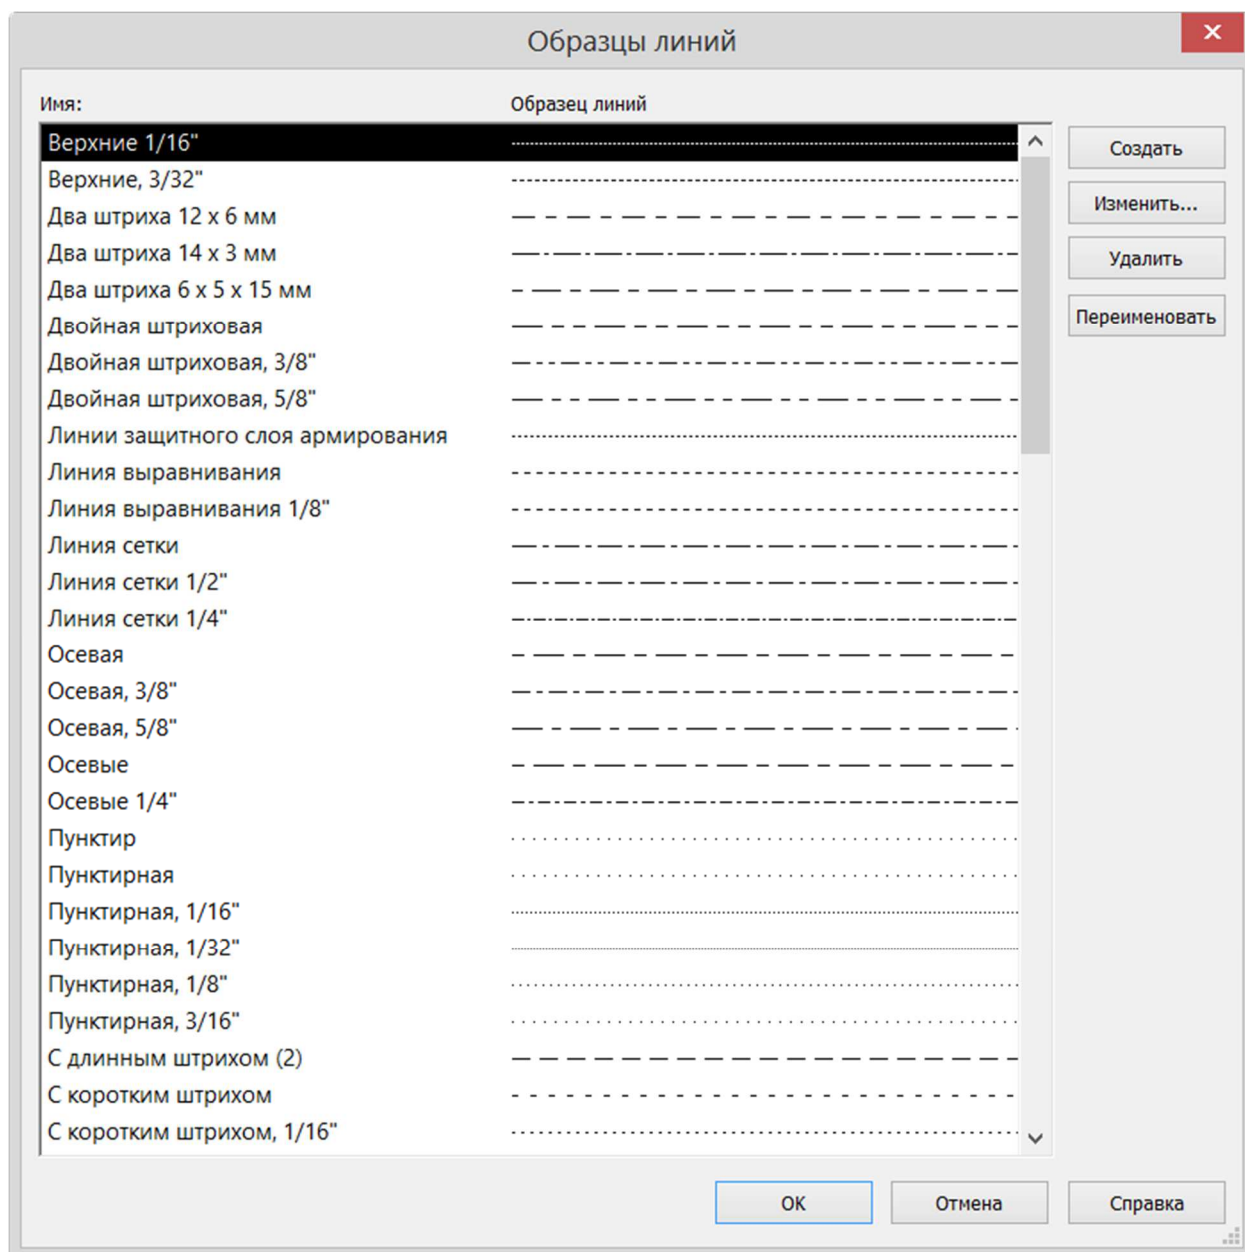 Образцы линий
Имя:
Образец линий
Верхние 1/16"
Верхние, 3/32"
Два штриха 12 x 6 мм
Два штриха 14 x 3 мм
Два штриха 6 x 5 x 15 мм
Двойная штриховая
Двойная штриховая, 3/8"
Двойная штриховая, 5/8"
Линии защитного слоя армирования
Линия выравнивания
Линия выравнивания 1/8"
Линия сетки
Линия сетки 1/2"
Линия сетки 1/4"
Осевая
Осевая, 3/8"
Осевая, 5/8"
Осевые
Осевые 1/4"
Пунктир
Пунктирная
Пунктирная, 1/16"
Пунктирная, 1/32"
Пунктирная, 1/8"
Пунктирная, 3/16"
С длинным штрихом (2)
С коротким штрихом
С коротким штрихом, 1/16"
Создать
Изменить...
Удалить
Переименовать
OK
Отмена
Справка